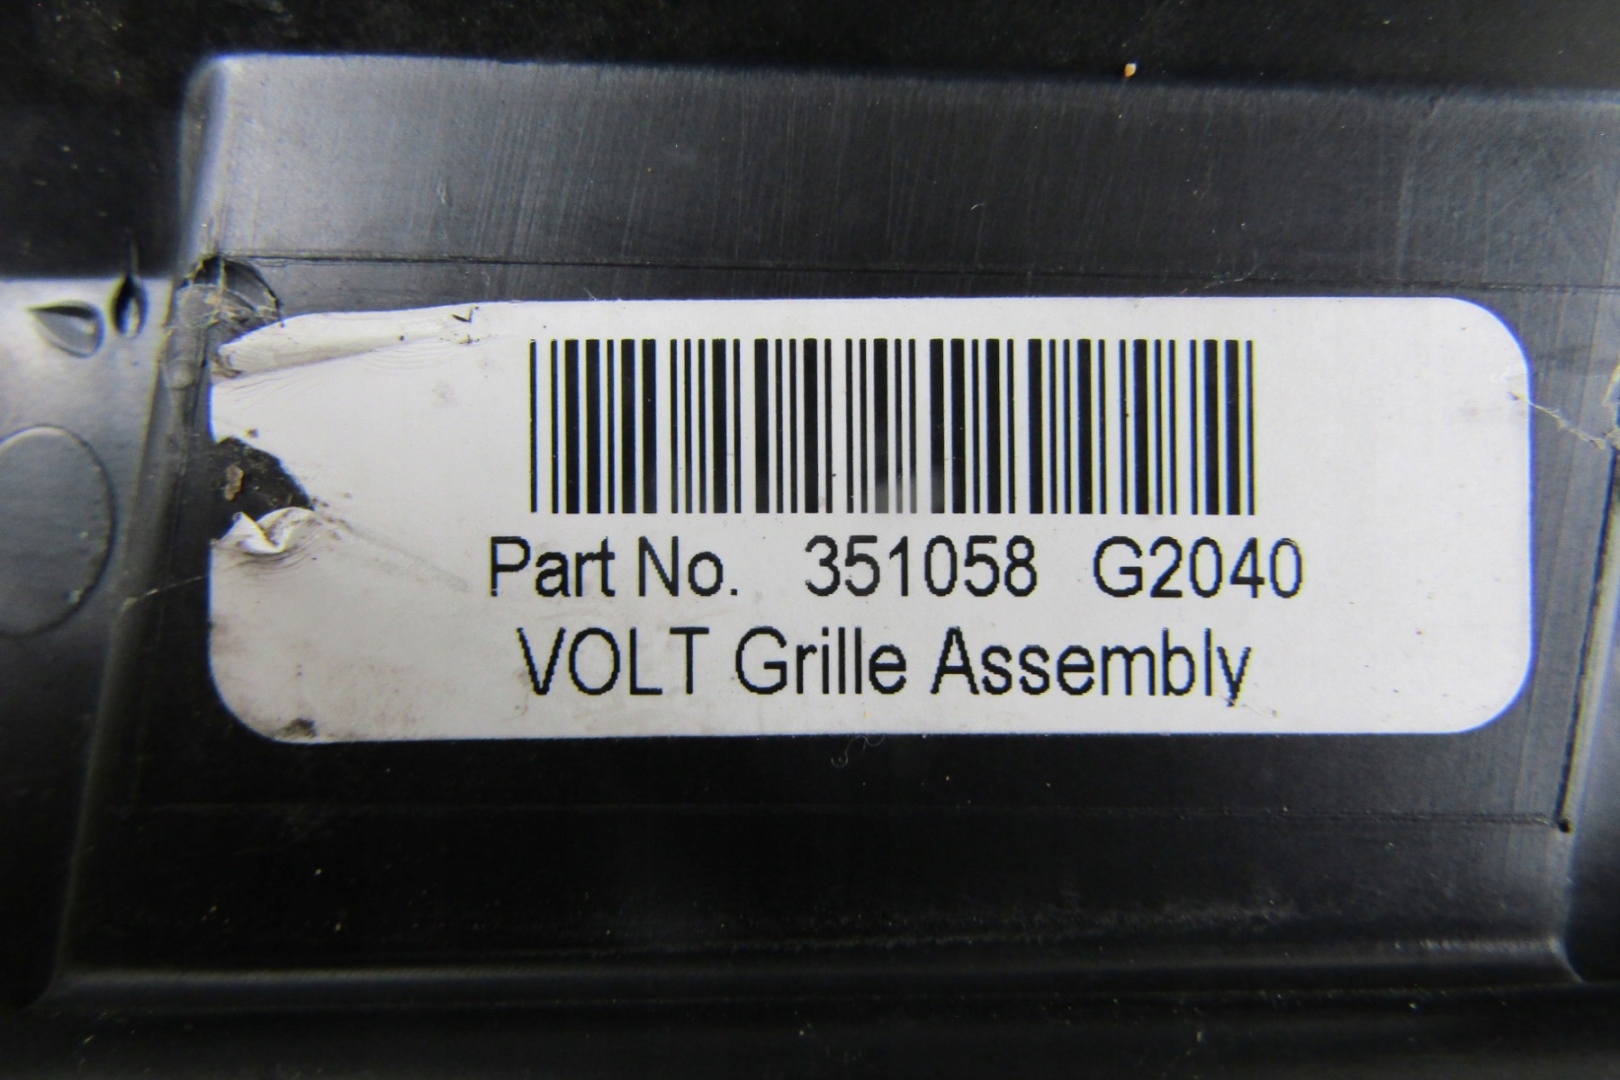 Part No. 351058 G2040
VOLT Grille Assembly